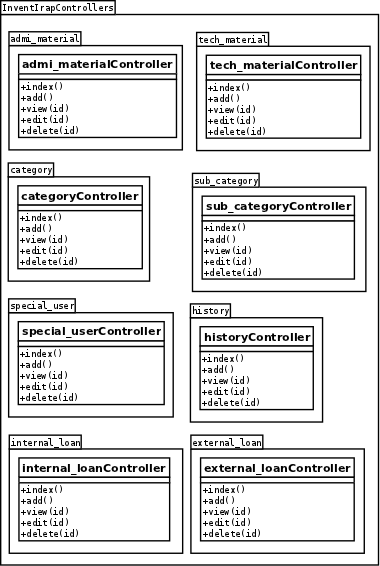 InventIrapControllers
admi_material
admi_materialController
+index()
+add()
+view(id)
+edit(id)
+delete(id)
tech_material
tech_materialController
+index()
+add()
+view(id)
+edit(id)
+delete(id)
category
categoryController
+index()
+add()
+view(id)
+edit(id)
+delete(id)
sub_category
sub_categoryController
+index()
+add()
+view(id)
+edit(id)
+delete(id)
special_user
special_userController
+index()
+add()
+view(id)
+edit(id)
+delete(id)
history
historyController
+index()
+add()
+view(id)
+edit(id)
+delete(id)
internal_loan
internal_loanController
+index()
+add()
+view(id)
+edit(id)
+delete(id)
external_loan
external_loanController
+index()
+add()
+view(id)
+edit(id)
+delete(id)